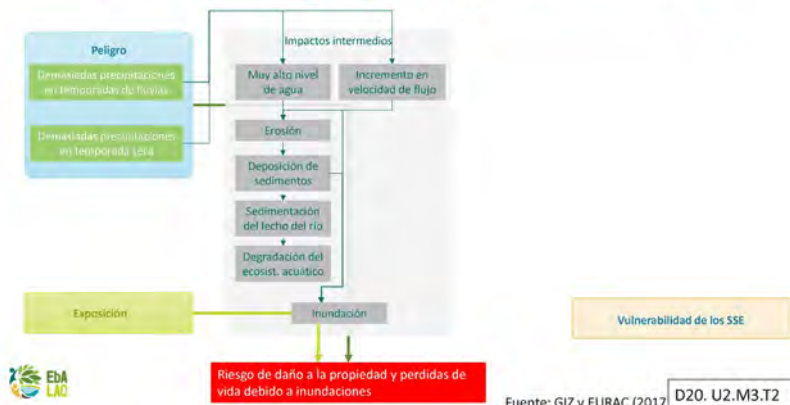 Peligro
Impactos intermedios
Demasiadas precipitaciones
en temporadas de lluvias
Muy alto nivel
de agua
Incremento en
velocidad de flujo
Demasiadas precipitaciones
en temporada seca
Erosión
Deposición de
sedimentos
Sedimentación
del lecho del río
Degradación del
ecosist. acuático
Exposición
Inundación
Vulnerabilidad de los SSE
Riesgo de daño a la propiedad y perdidas de
vida debido a inundaciones
EbA
LAC
Fuente: GIZ y EURAC (2017
D20. U2.M3.T2